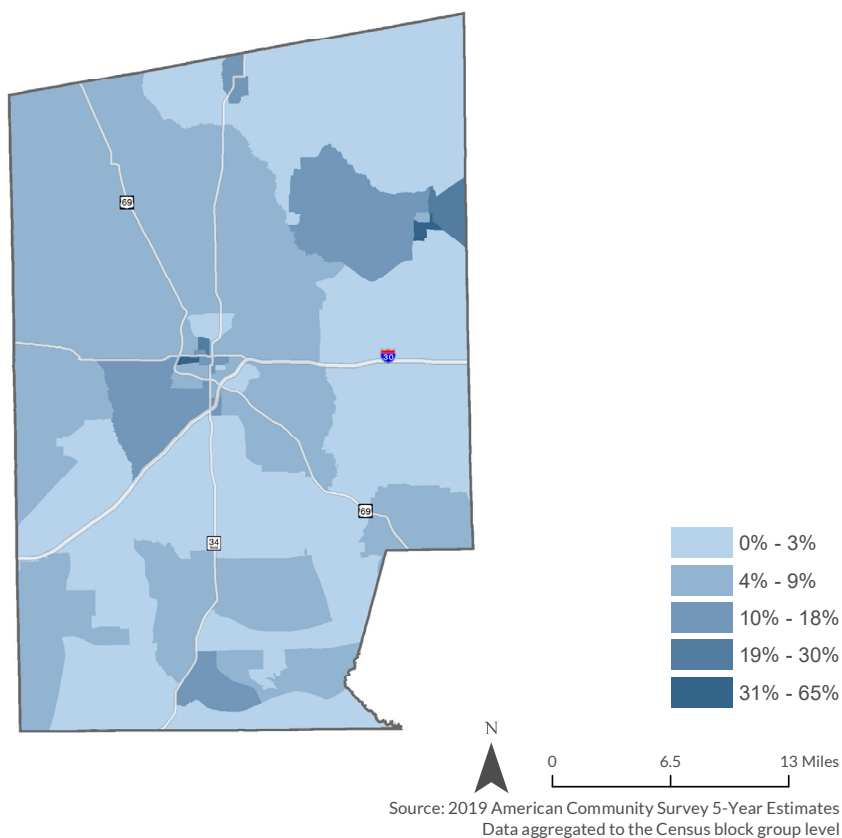 69
30
69
34
0% - 3%
4% - 9%
10% - 18%
19% - 30%
31% - 65%
N
0 6.5 13 Miles
Source: 2019 American Community Survey 5-Year Estimates
Data aggregated to the Census block group level